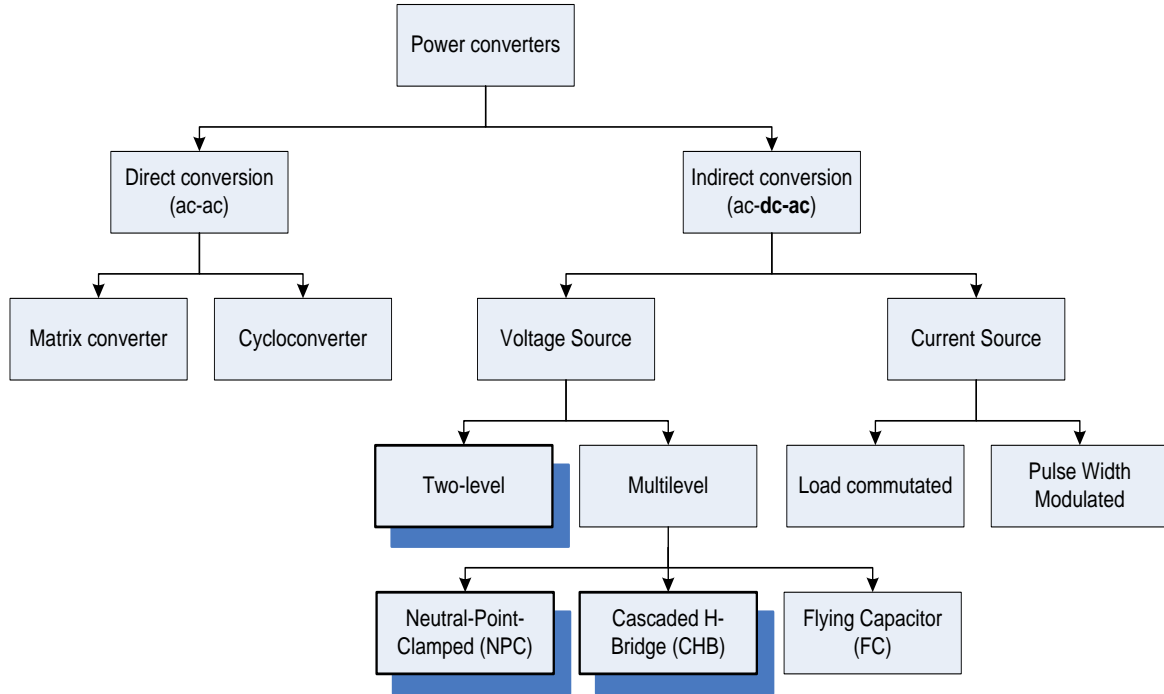 Power converters
Direct conversion
(ac-ac)
Indirect conversion
(ac-dc-ac)
Matrix converter
Cycloconverter
Voltage Source
Current Source
Two-level
Multilevel
Load commutated
Pulse Width
Modulated
Neutral-Point-
Clamped (NPC)
Cascaded H-
Bridge (CHB)
Flying Capacitor
(FC)